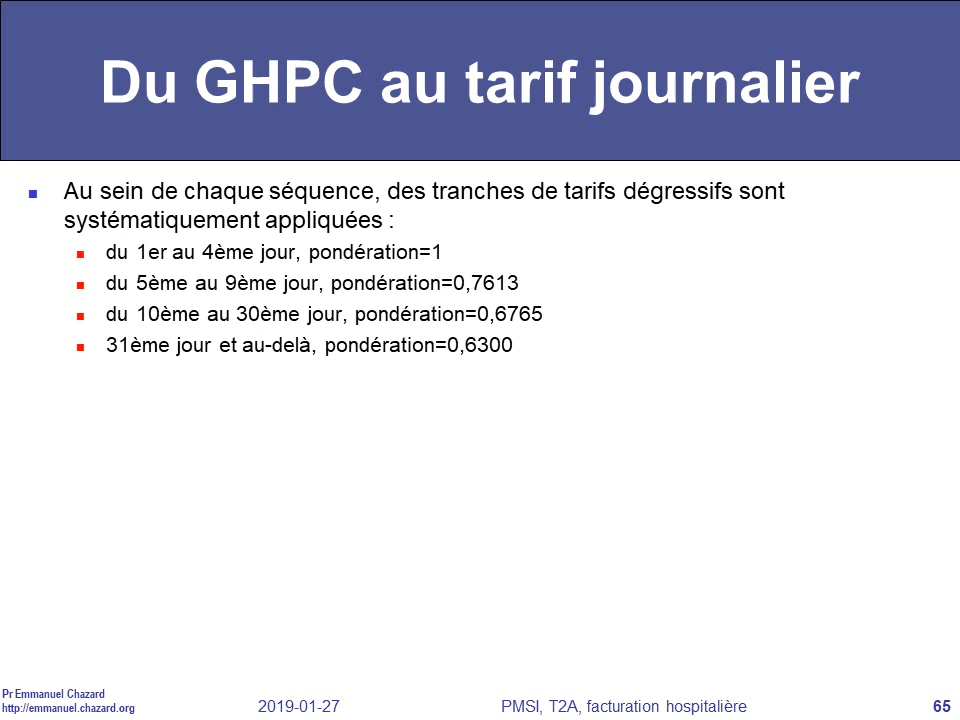 Du GHPC au tarif journalier
Au sein de chaque séquence, des tranches de tarifs dégressifs sont
systématiquement appliquées :
du 1er au 4ème jour, pondération=1
du 5ème au 9ème jour, pondération=0,7613
du 10ème au 30ème jour, pondération=0,6765
31ème jour et au-delà, pondération=0,6300
Pr Emmanuel Chazard
http://emmanuel.chazard.org
2019-01-27
PMSI, T2A, facturation hospitalière
65